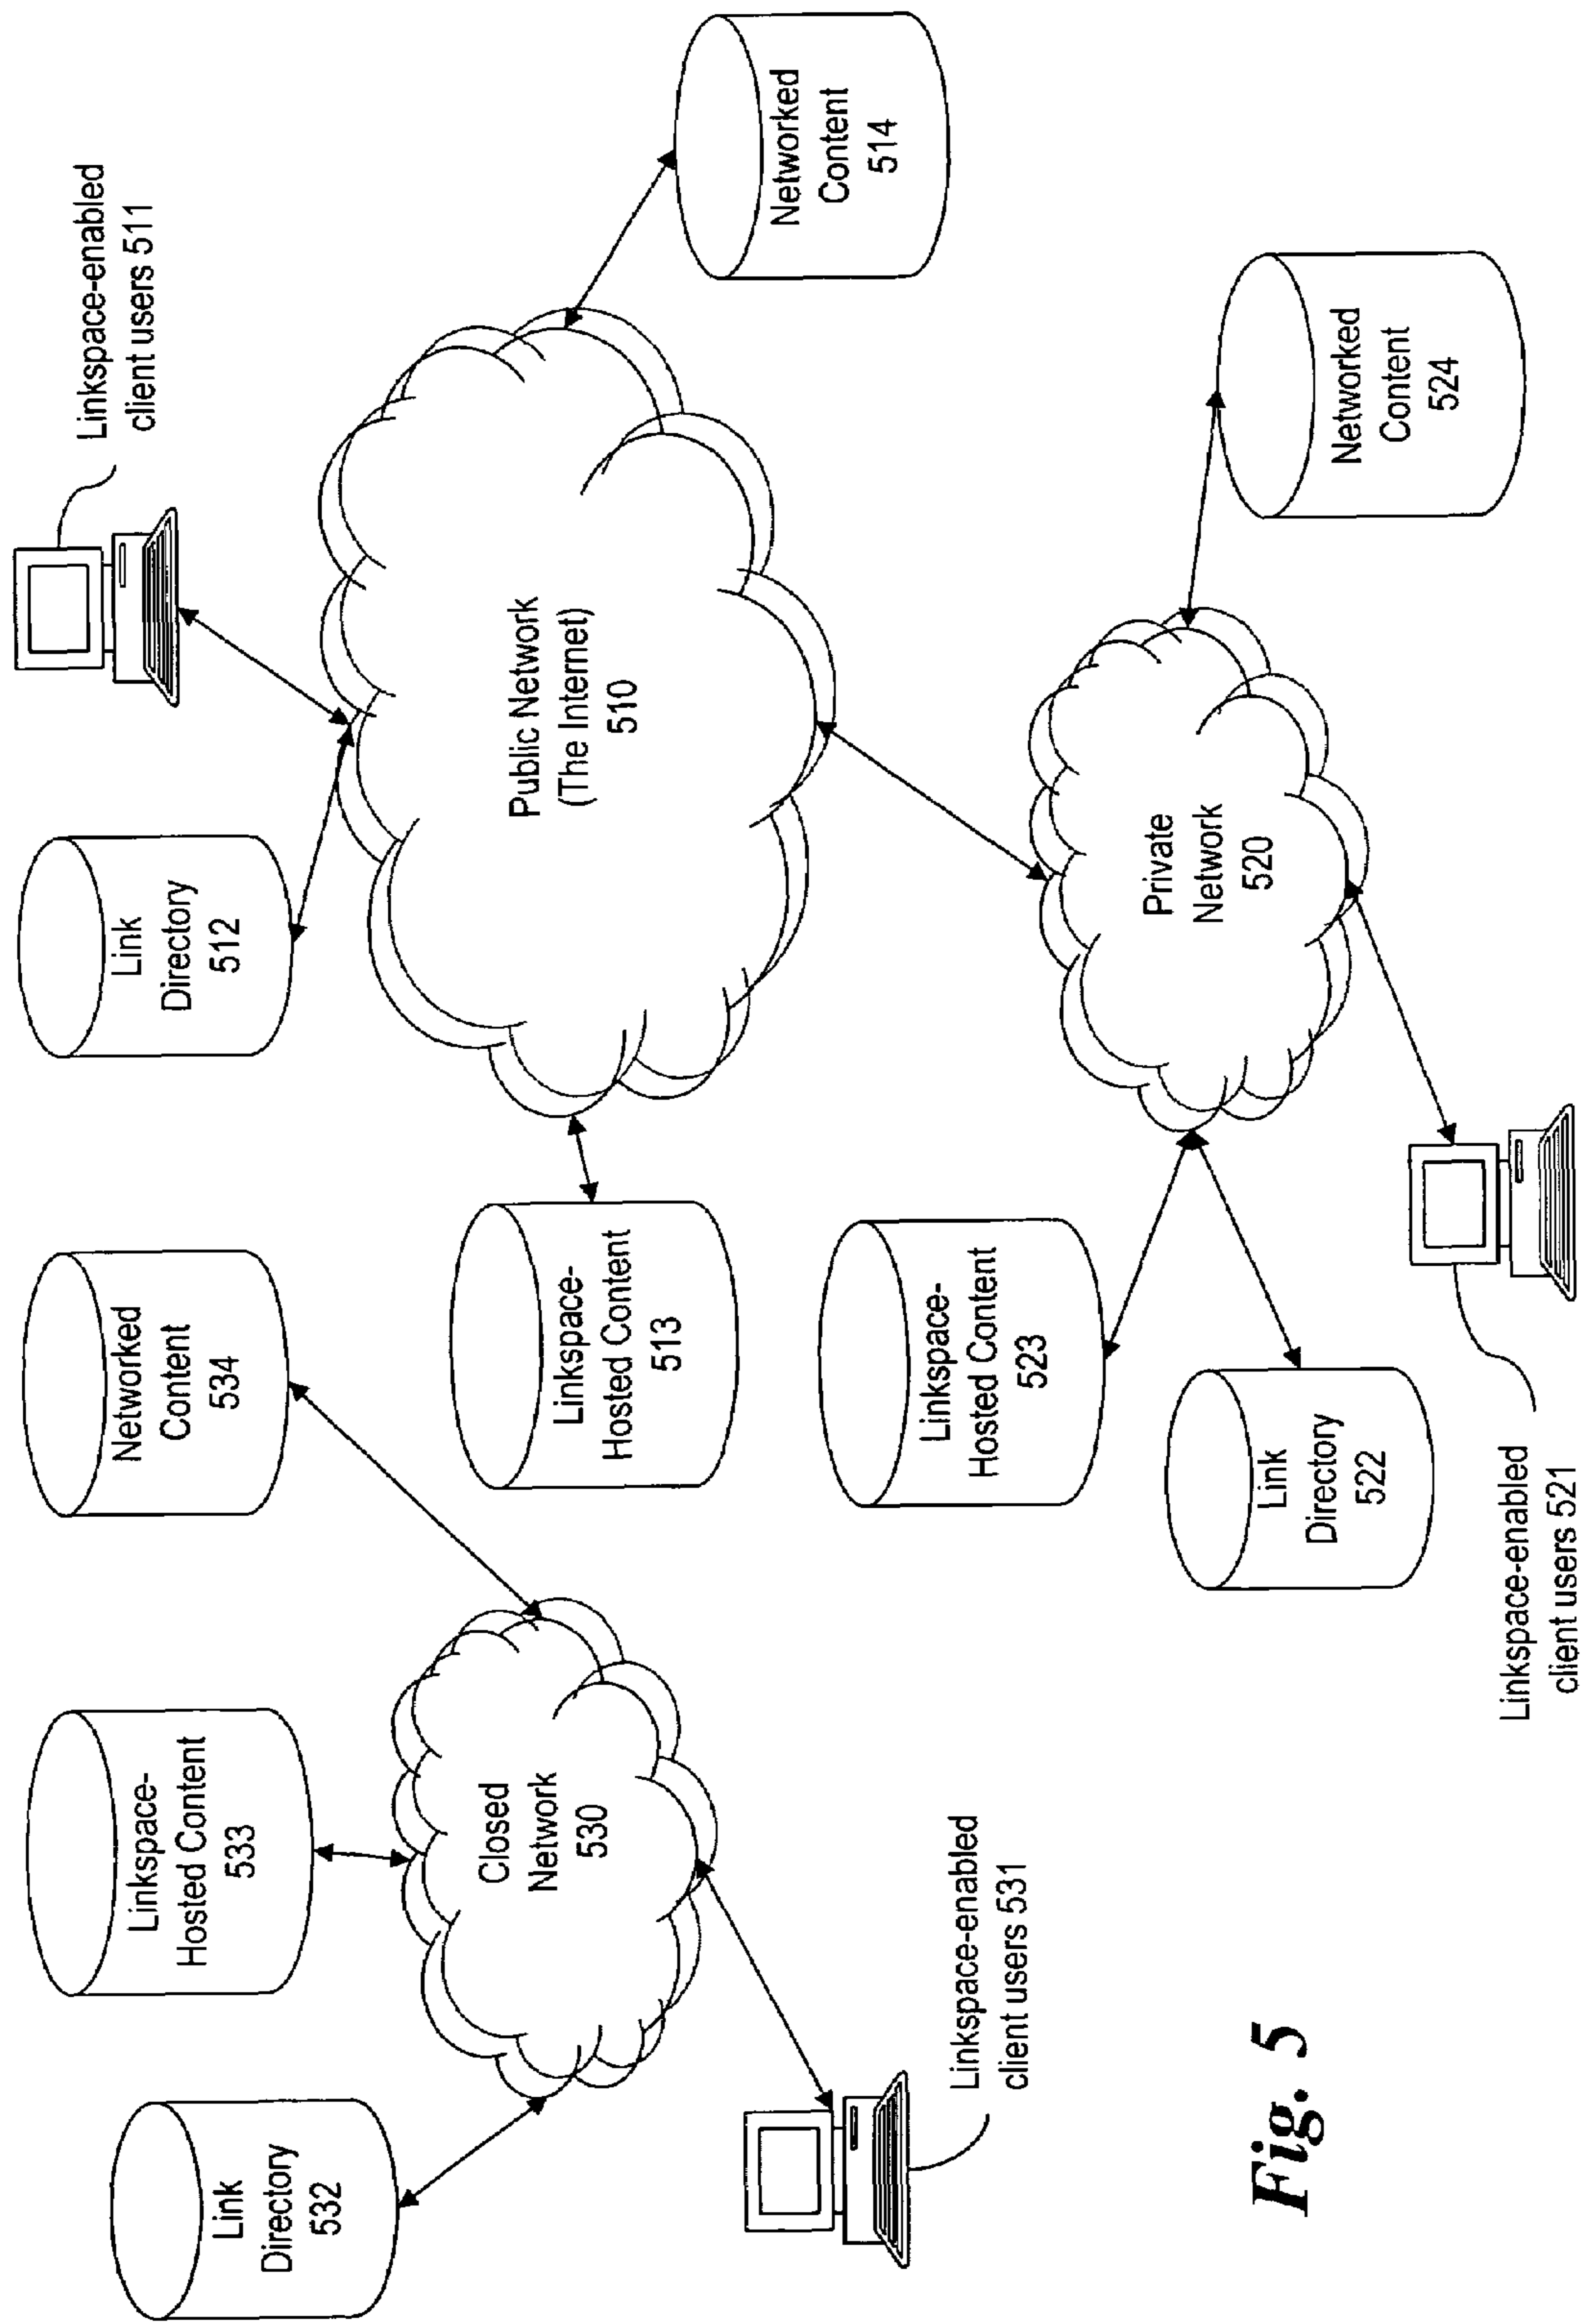 Link
Directory
532
Linkspace-
Hosted Content
533
Networked
Content
534
Link
Directory
512
Linkspace-enabled
client users 511
Closed
Network
530
Linkspace-
Hosted Content
513
Public Network
(The Internet)
510
Networked
Content
514
Linkspace-enabled
client users 531
Linkspace-
Hosted Content
523
Private
Network
520
Networked
Content
524
Link
Directory
522
Linkspace-enabled
client users 521
Fig. 5